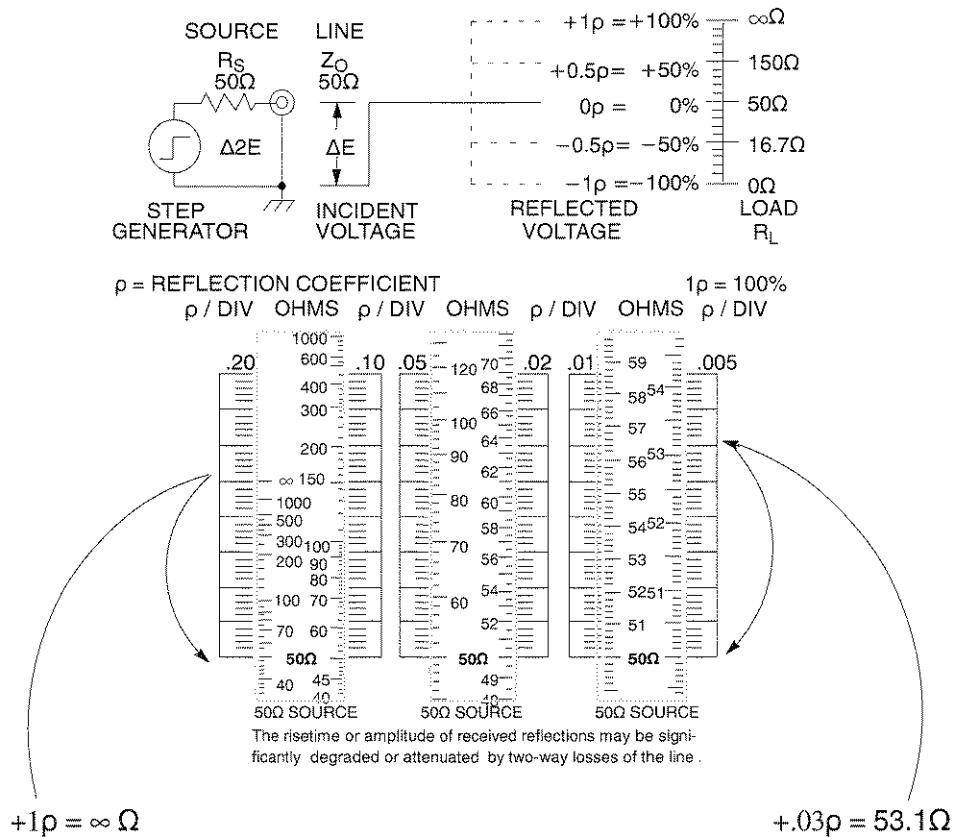 SOURCE LINE
R_S Z_O
50Ω 50Ω
Δ2E ΔE
STEP GENERATOR
INCIDENT VOLTAGE
+1ρ = +100% ∞Ω
+0.5ρ = +50% 150Ω
0ρ = 0% 50Ω
−0.5ρ = −50% 16.7Ω
−1ρ = −100% 0Ω
REFLECTED VOLTAGE
LOAD R_L
ρ = REFLECTION COEFFICIENT 1ρ = 100%
ρ / DIV OHMS ρ / DIV OHMS ρ / DIV OHMS ρ / DIV
.20 .10 .05 .02 .01 .005
∞ 1000
1000 600
500 400
300 300
200 200
100 150
70 100
50Ω 90
40 80
70
60
45
40
120 70
100 68
90 66
80 64
70 62
60 60
50Ω 58
56
54
52
49
48
59 54
58 53
57 52
56 51
55
54
53
52
51
50Ω
50Ω SOURCE 50Ω SOURCE 50Ω SOURCE
The risetime or amplitude of received reflections may be signi-
ficantly degraded or attenuated by two-way losses of the line .
+1ρ = ∞ Ω +.03ρ = 53.1Ω